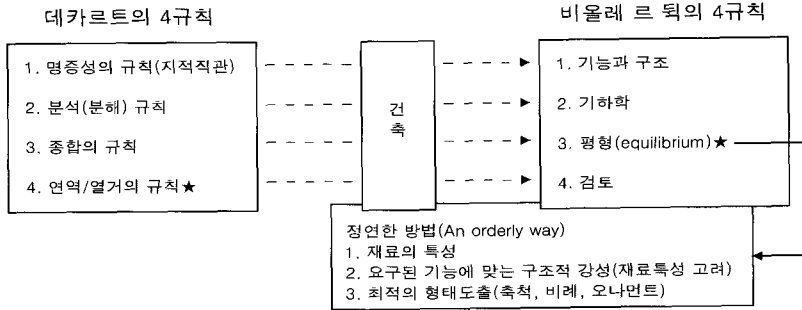 데카르트의 4규칙
1. 명증성의 규칙(지적직관)
2. 분석(분해) 규칙
3. 종합의 규칙
4. 연역/열거의 규칙★
건
축
비올레 르 뒥의 4규칙
1. 기능과 구조
2. 기하학
3. 평형(equilibrium)★
4. 검토
정연한 방법(An orderly way)
1. 재료의 특성
2. 요구된 기능에 맞는 구조적 강성(재료특성 고려)
3. 최적의 형태도출(축척, 비례, 오나먼트)